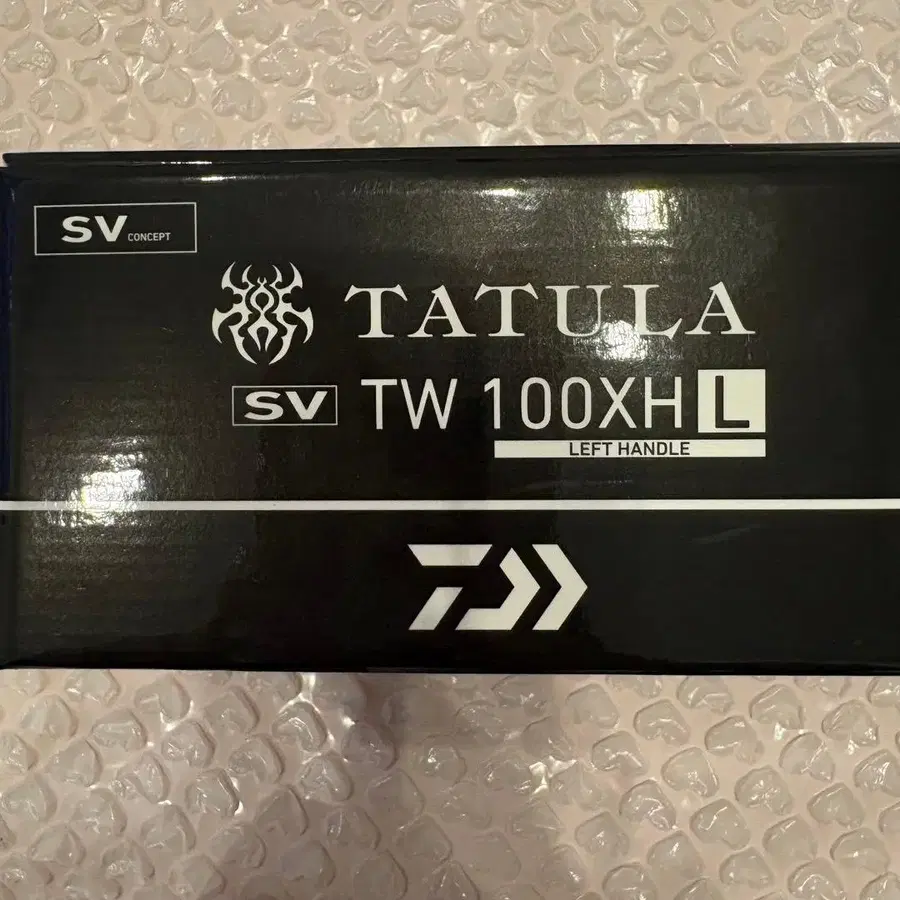 SV CONCEPT
TATULA
SV TW 100XH L
LEFT HANDLE